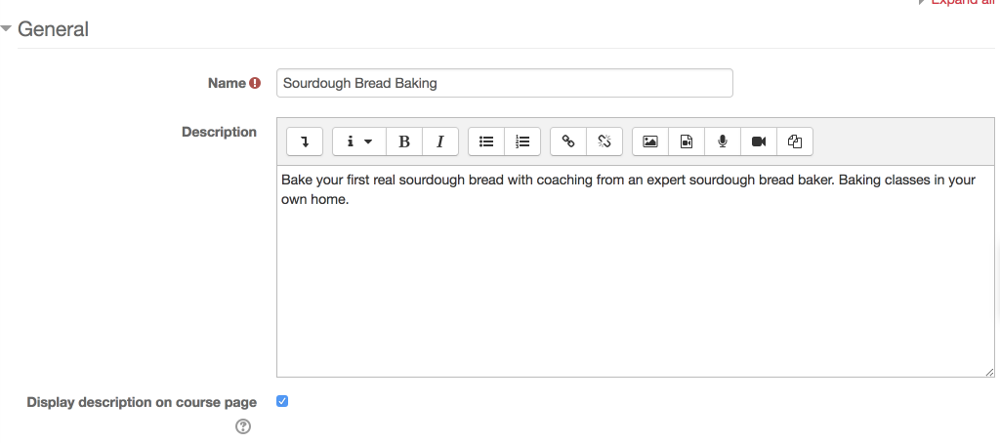 Expand all
General
Name
Sourdough Bread Baking
Description
B I
Bake your first real sourdough bread with coaching from an expert sourdough bread baker. Baking classes in your
own home.
Display description on course page